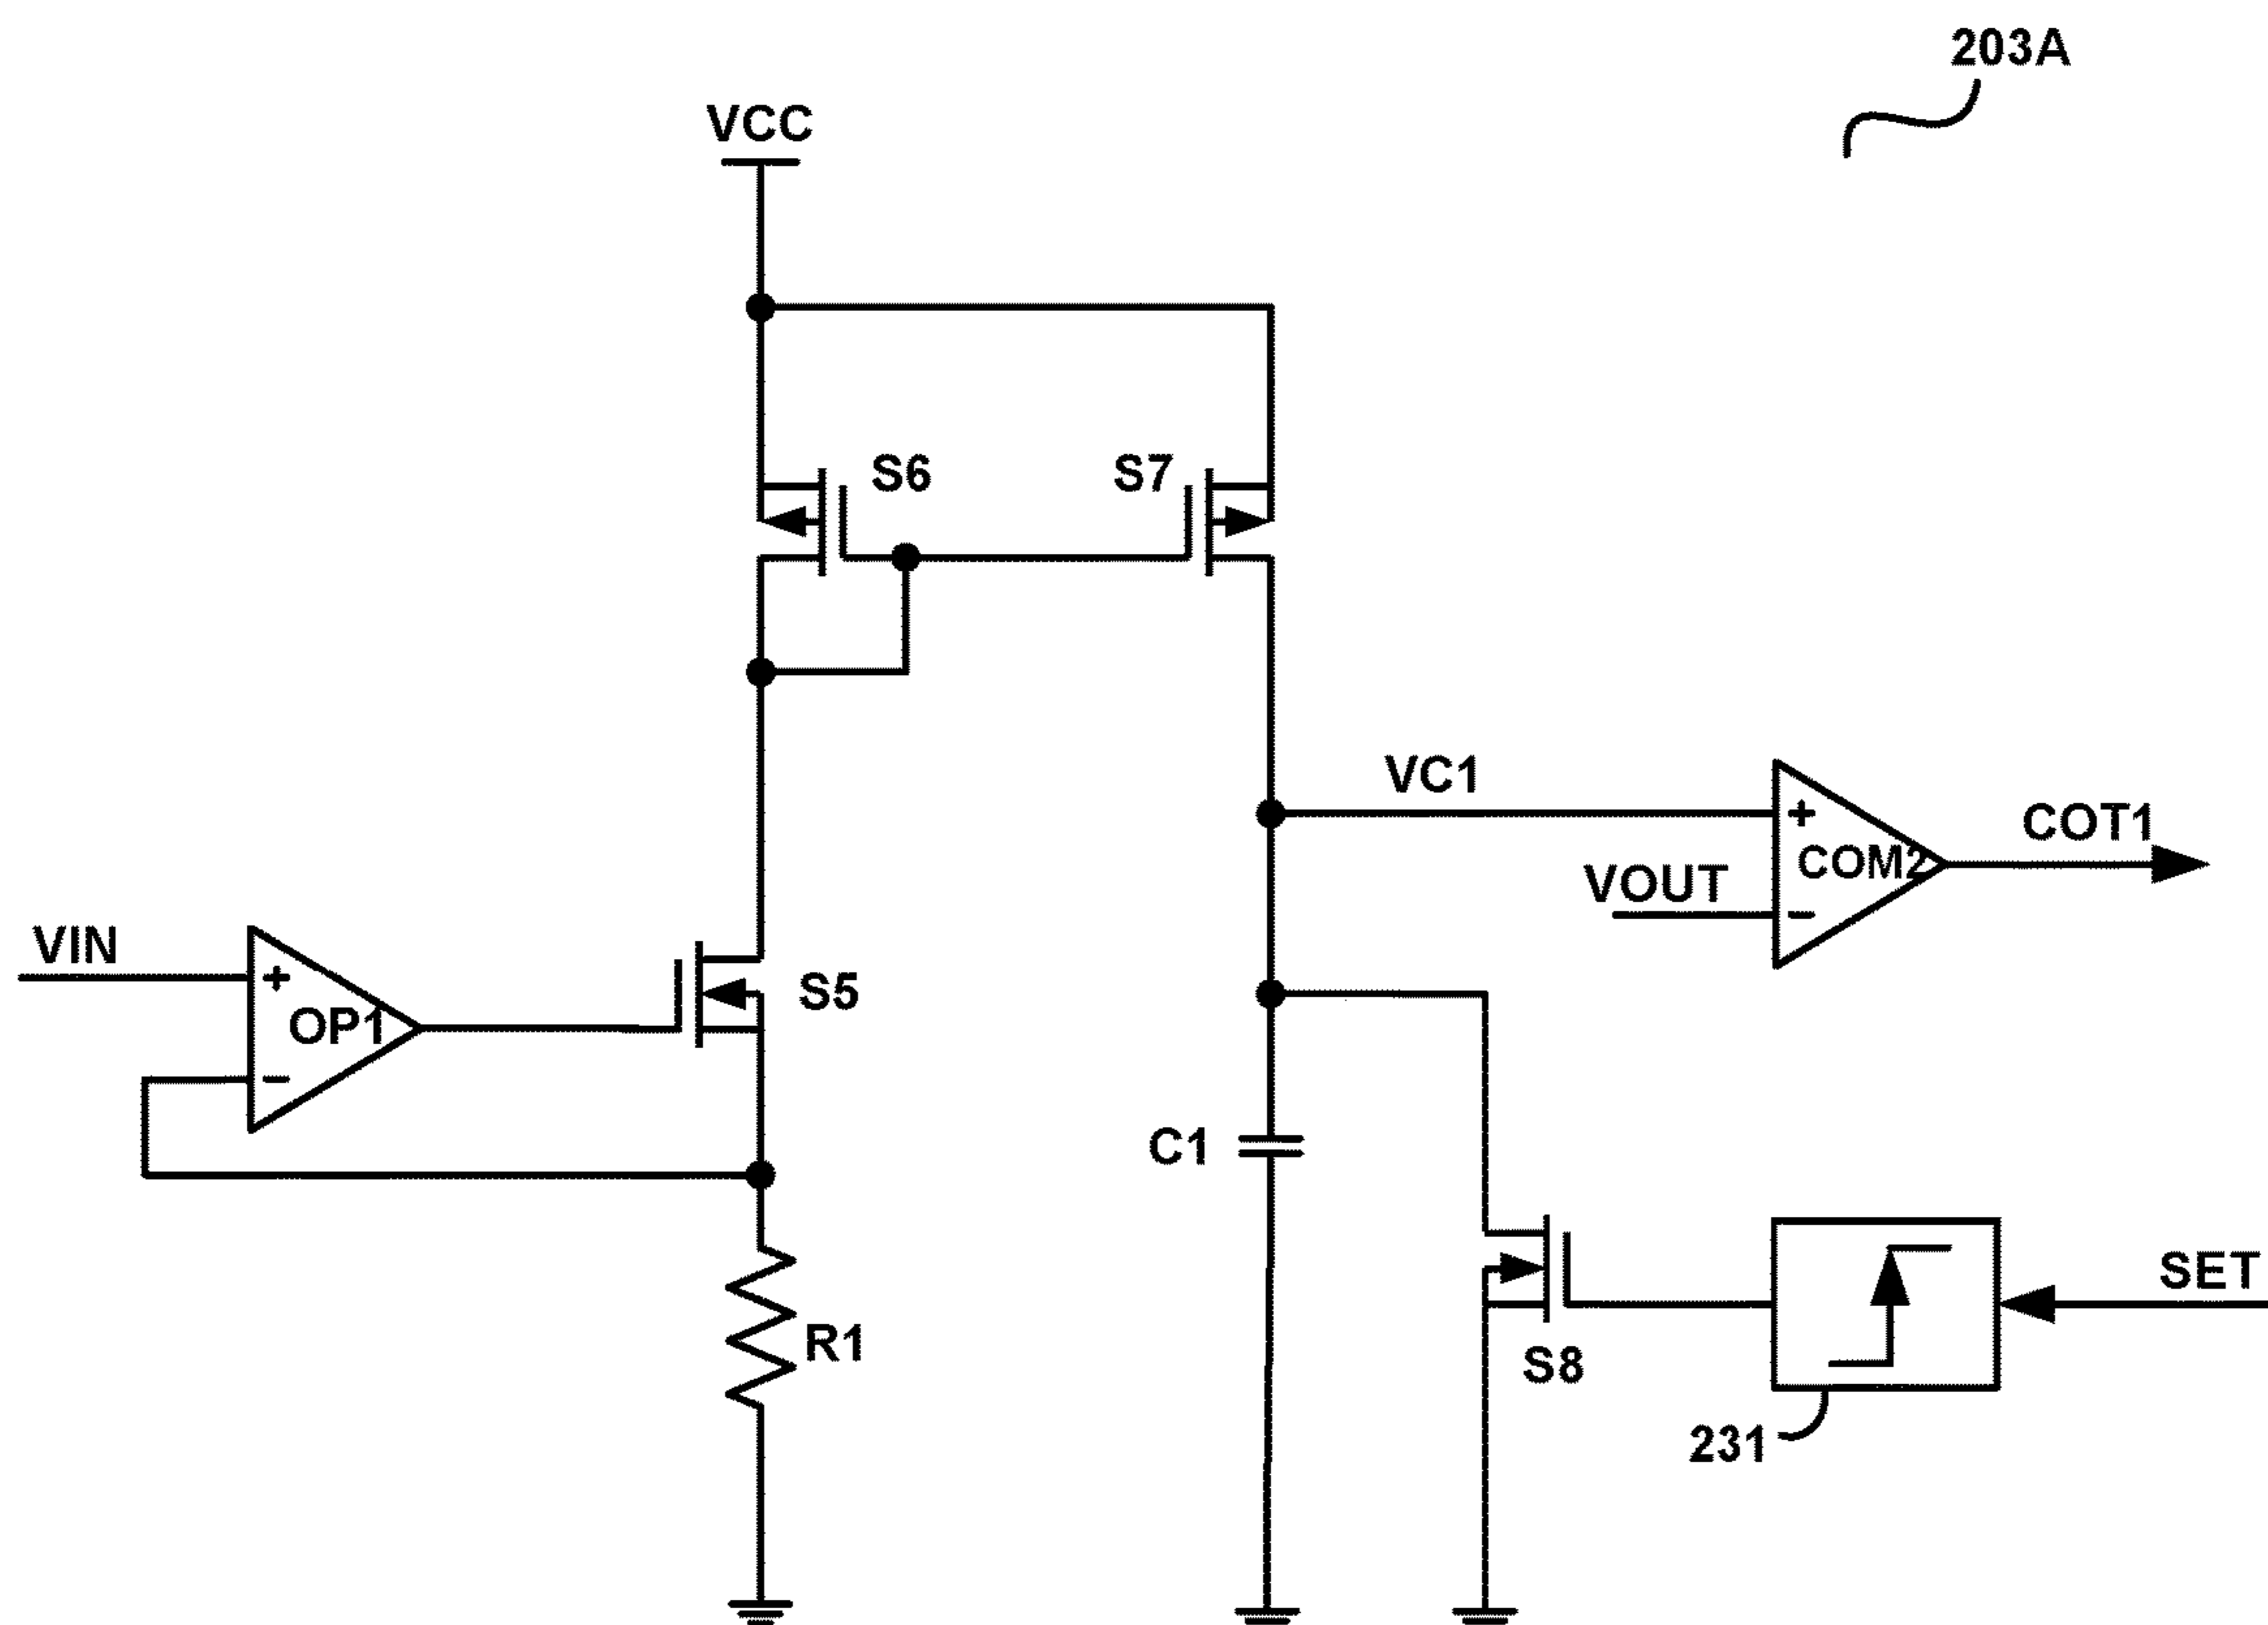 203A
VCC
S6
S7
VC1
COT1
COM2
VOUT
VIN
S5
OP1
C1
SET
R1
S8
231